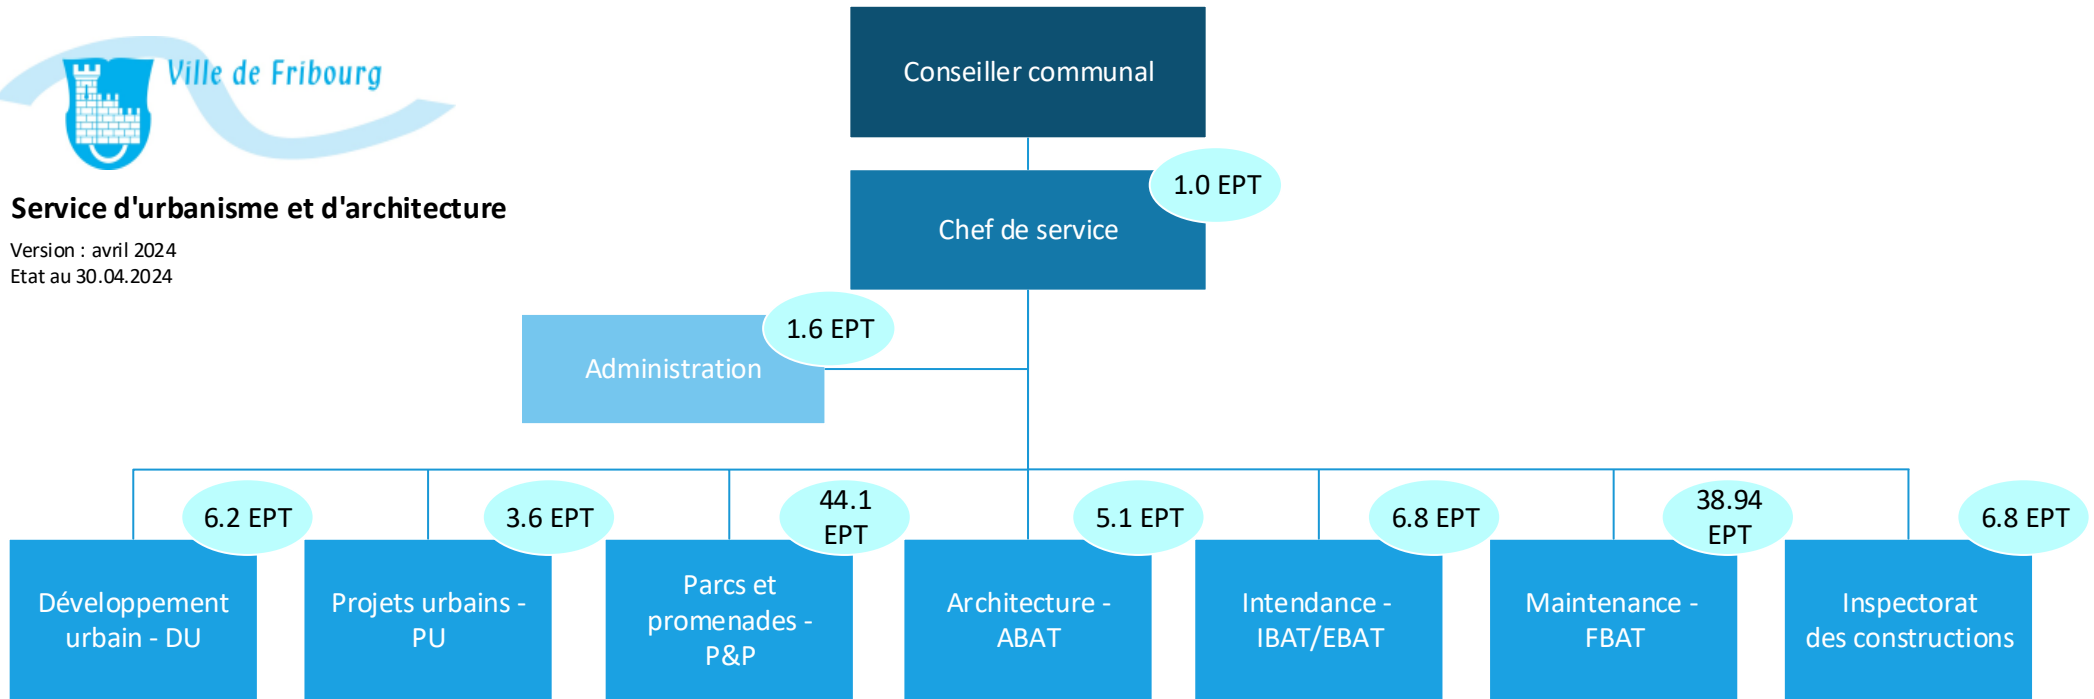 Ville de Fribourg
Conseiller communal
1.0 EPT
Service d'urbanisme et d'architecture
Chef de service
Version : avril 2024
Etat au 30.04.2024
1.6 EPT
Administration
6.2 EPT
3.6 EPT
44.1
EPT
5.1 EPT
6.8 EPT
38.94
EPT
6.8 EPT
Développement
urbain - DU
Projets urbains -
PU
Parcs et
promenades -
P&P
Architecture -
ABAT
Intendance -
IBAT/EBAT
Maintenance -
FBAT
Inspectorat
des constructions